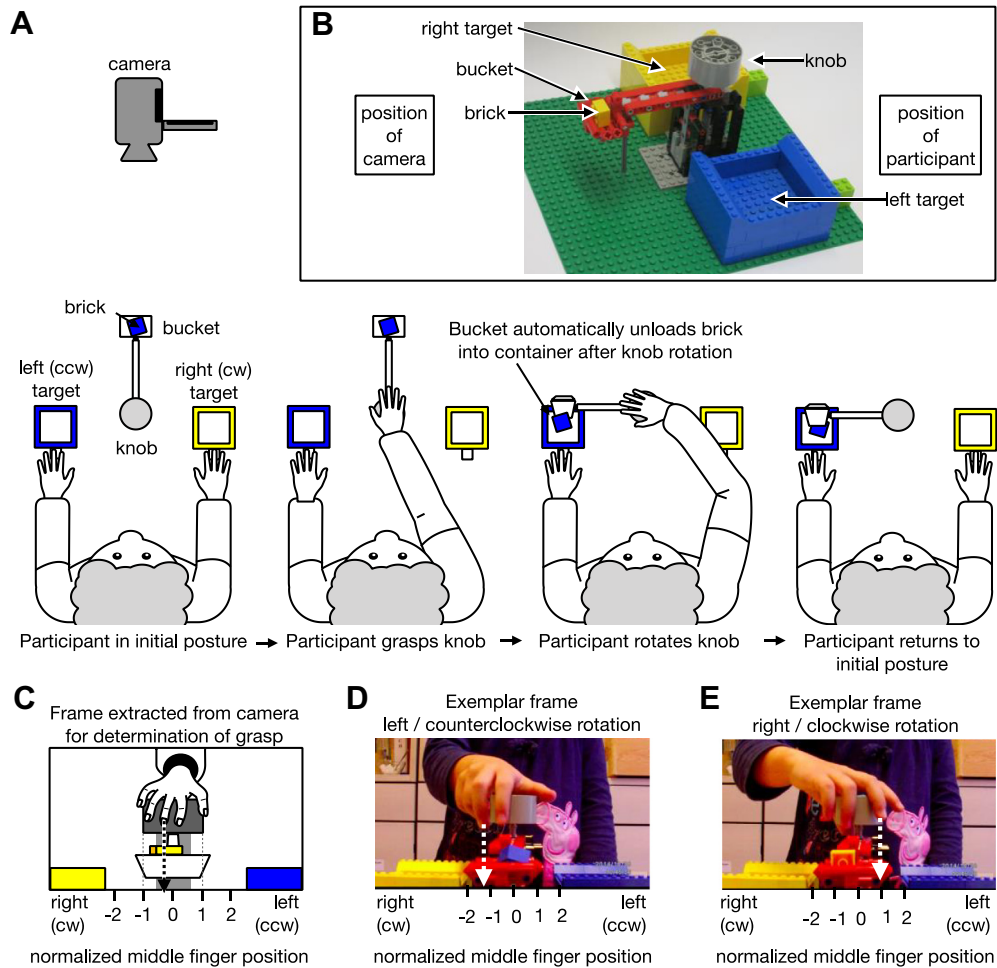 A
camera
B
right target
bucket
brick
knob
position
of
camera
position
of
participant
left target
brick
bucket
left (ccw)
target
right (cw)
target
knob
Bucket automatically unloads brick
into container after knob rotation
Participant in initial posture
Participant grasps knob
Participant rotates knob
Participant returns to
initial posture
C
Frame extracted from camera
for determination of grasp
right
(cw)
-2 -1 0 1 2
left
(ccw)
normalized middle finger position
D
Exemplar frame
left / counterclockwise rotation
right
(cw)
-2 -1 0 1 2
left
(ccw)
normalized middle finger position
E
Exemplar frame
right / clockwise rotation
right
(cw)
-2 -1 0 1 2
left
(ccw)
normalized middle finger position